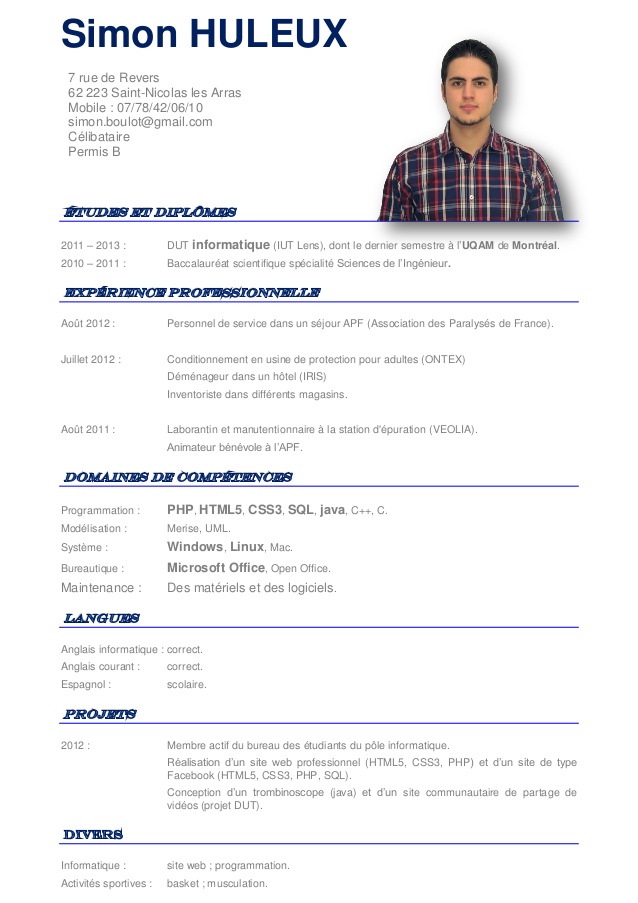 Simon HULEUX
7 rue de Revers
62 223 Saint-Nicolas les Arras
Mobile : 07/78/42/06/10
simon.boulot@gmail.com
Célibataire
Permis B
ÉTUDES ET DIPLÔMES
2011 – 2013 : DUT informatique (IUT Lens), dont le dernier semestre à l'UQAM de Montréal.
2010 – 2011 : Baccalauréat scientifique spécialité Sciences de l'Ingénieur.
EXPÉRIENCE PROFESSIONNELLE
Août 2012 : Personnel de service dans un séjour APF (Association des Paralysés de France).
Juillet 2012 : Conditionnement en usine de protection pour adultes (ONTEX)
Déménageur dans un hôtel (IRIS)
Inventoriste dans différents magasins.
Août 2011 : Laborantin et manutentionnaire à la station d'épuration (VEOLIA).
Animateur bénévole à l'APF.
DOMAINES DE COMPÉTENCES
Programmation : PHP, HTML5, CSS3, SQL, java, C++, C.
Modélisation : Merise, UML.
Système : Windows, Linux, Mac.
Bureautique : Microsoft Office, Open Office.
Maintenance : Des matériels et des logiciels.
LANGUES
Anglais informatique : correct.
Anglais courant : correct.
Espagnol : scolaire.
PROJETS
2012 : Membre actif du bureau des étudiants du pôle informatique.
Réalisation d'un site web professionnel (HTML5, CSS3, PHP) et d'un site de type
Facebook (HTML5, CSS3, PHP, SQL).
Conception d'un trombinoscope (java) et d'un site communautaire de partage de
vidéos (projet DUT).
DIVERS
Informatique : site web ; programmation.
Activités sportives : basket ; musculation.